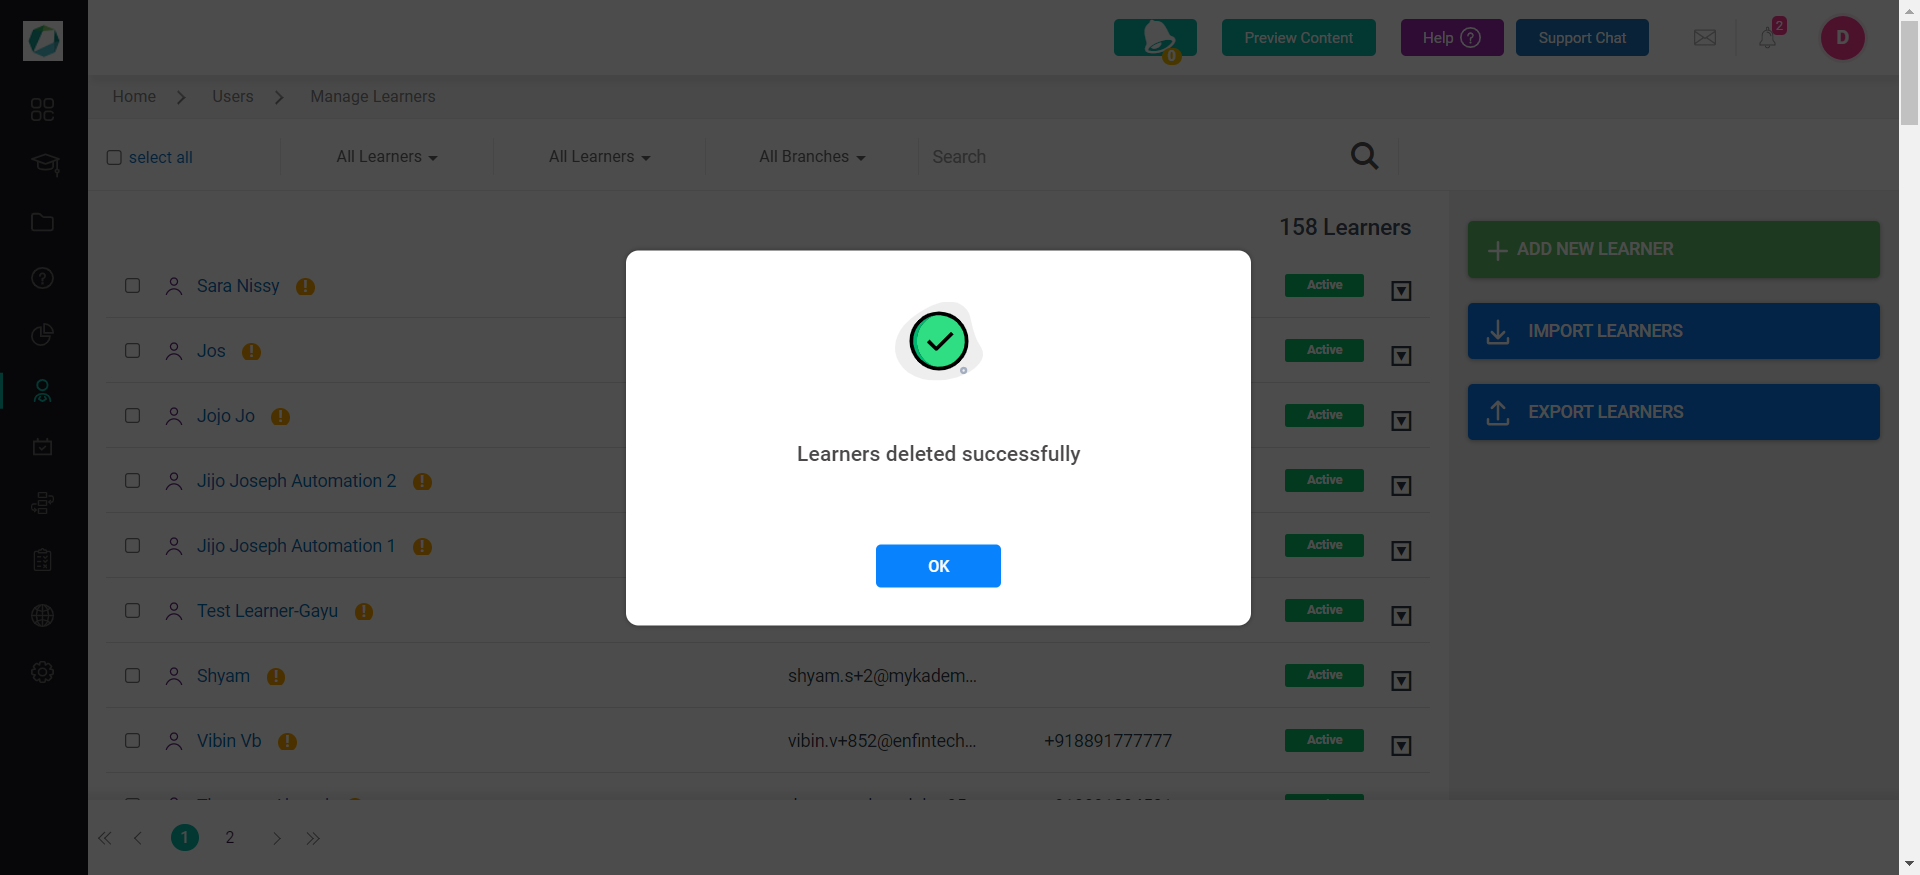 0
Preview Content
Help ?
Support Chat
2
D
Home
Users
Manage Learners
select all
All Learners
All Learners
All Branches
Search
158 Learners
ADD NEW LEARNER
IMPORT LEARNERS
EXPORT LEARNERS
Sara Nissy
Active
Jos
Active
Jojo Jo
Active
Jijo Joseph Automation 2
Active
Jijo Joseph Automation 1
Active
Test Learner-Gayu
Active
Shyam
shyam.s+2@mykadem...
Active
Vibin Vb
vibin.v+852@enfintech...
+918891777777
Active
Learners deleted successfully
OK
1
2